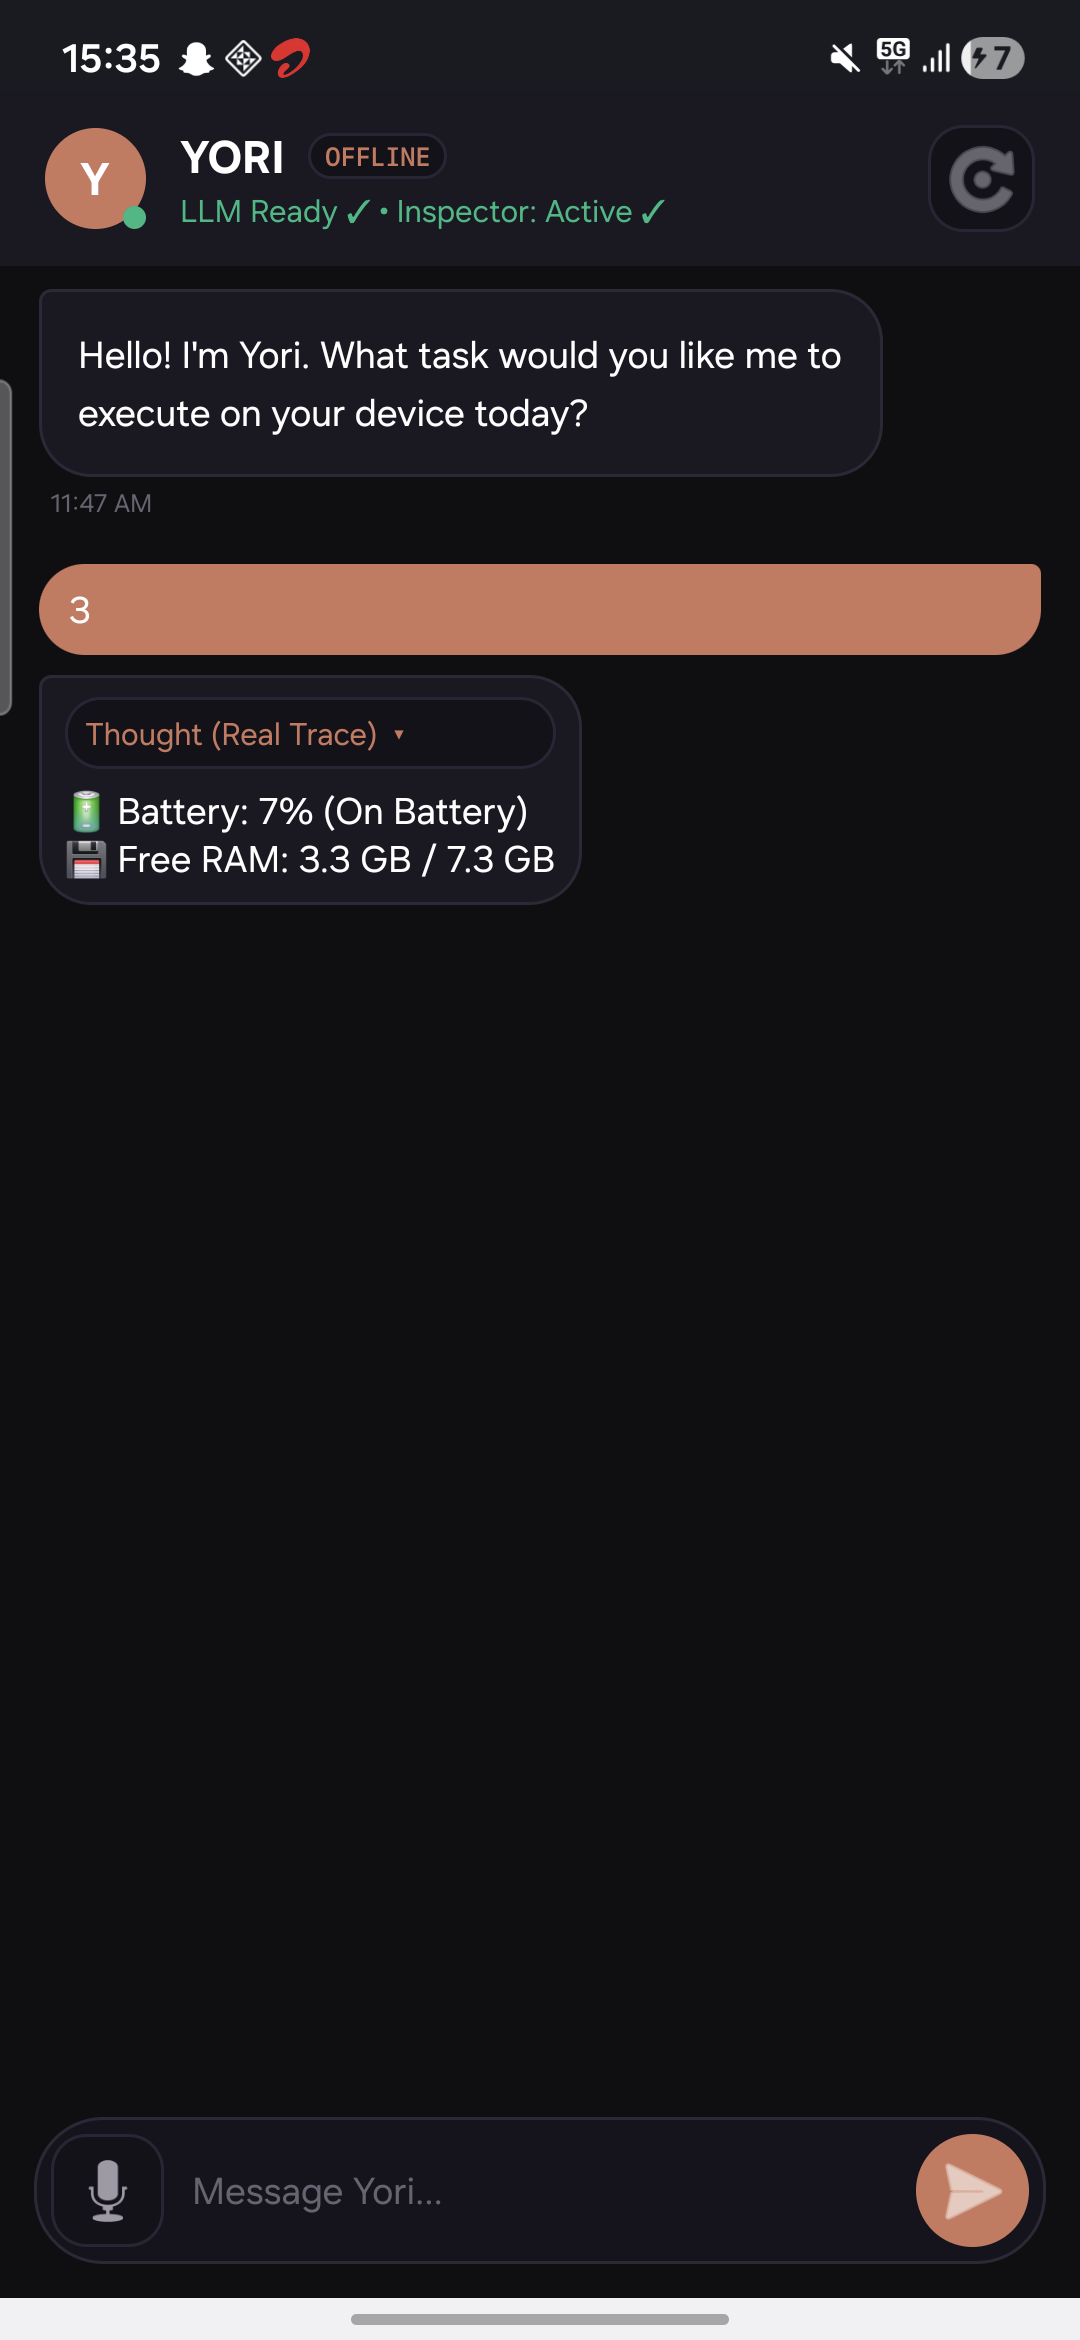 15:35
5G
7
Y
YORI OFFLINE
LLM Ready ✓ • Inspector: Active ✓
Hello! I'm Yori. What task would you like me to
execute on your device today?
11:47 AM
3
Thought (Real Trace) ▾
🔋 Battery: 7% (On Battery)
💾 Free RAM: 3.3 GB / 7.3 GB
Message Yori...